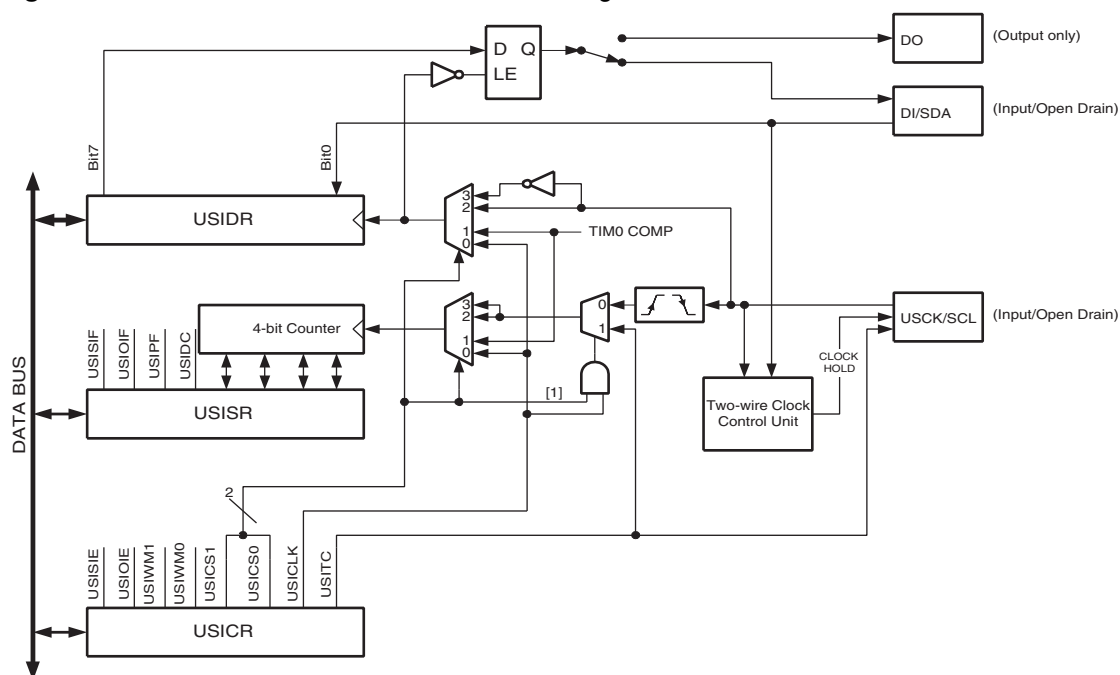 D Q
LE
DO
(Output only)
DI/SDA
(Input/Open Drain)
Bit7
Bit0
USIDR
3
2
1
0
TIM0 COMP
4-bit Counter
3
2
1
0
0
1
USCK/SCL
(Input/Open Drain)
CLOCK
HOLD
USISIF
USIOIF
USIPF
USIDC
[1]
Two-wire Clock
Control Unit
USISR
DATA BUS
2
USISIE
USIOIE
USIWM1
USIWM0
USICS1
USICS0
USICLK
USITC
USICR